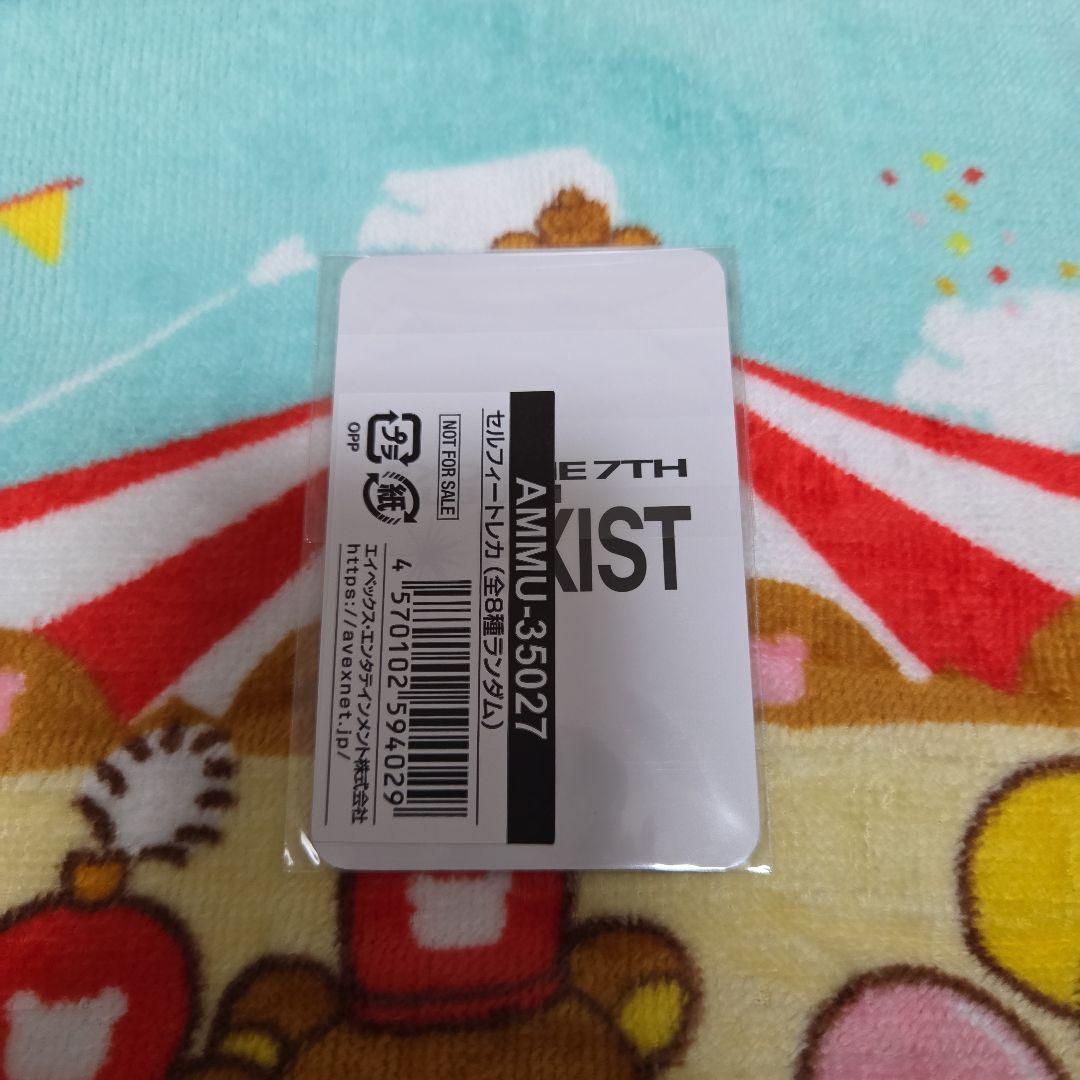 E 7TH
XIST
AMMU-35027
セルフィートレカ（全8種ランダム）
NOT FOR SALE
4 570102 594029
プラ
紙
OPP
エイベックス・エンタテインメント株式会社
https://avexnet.jp/